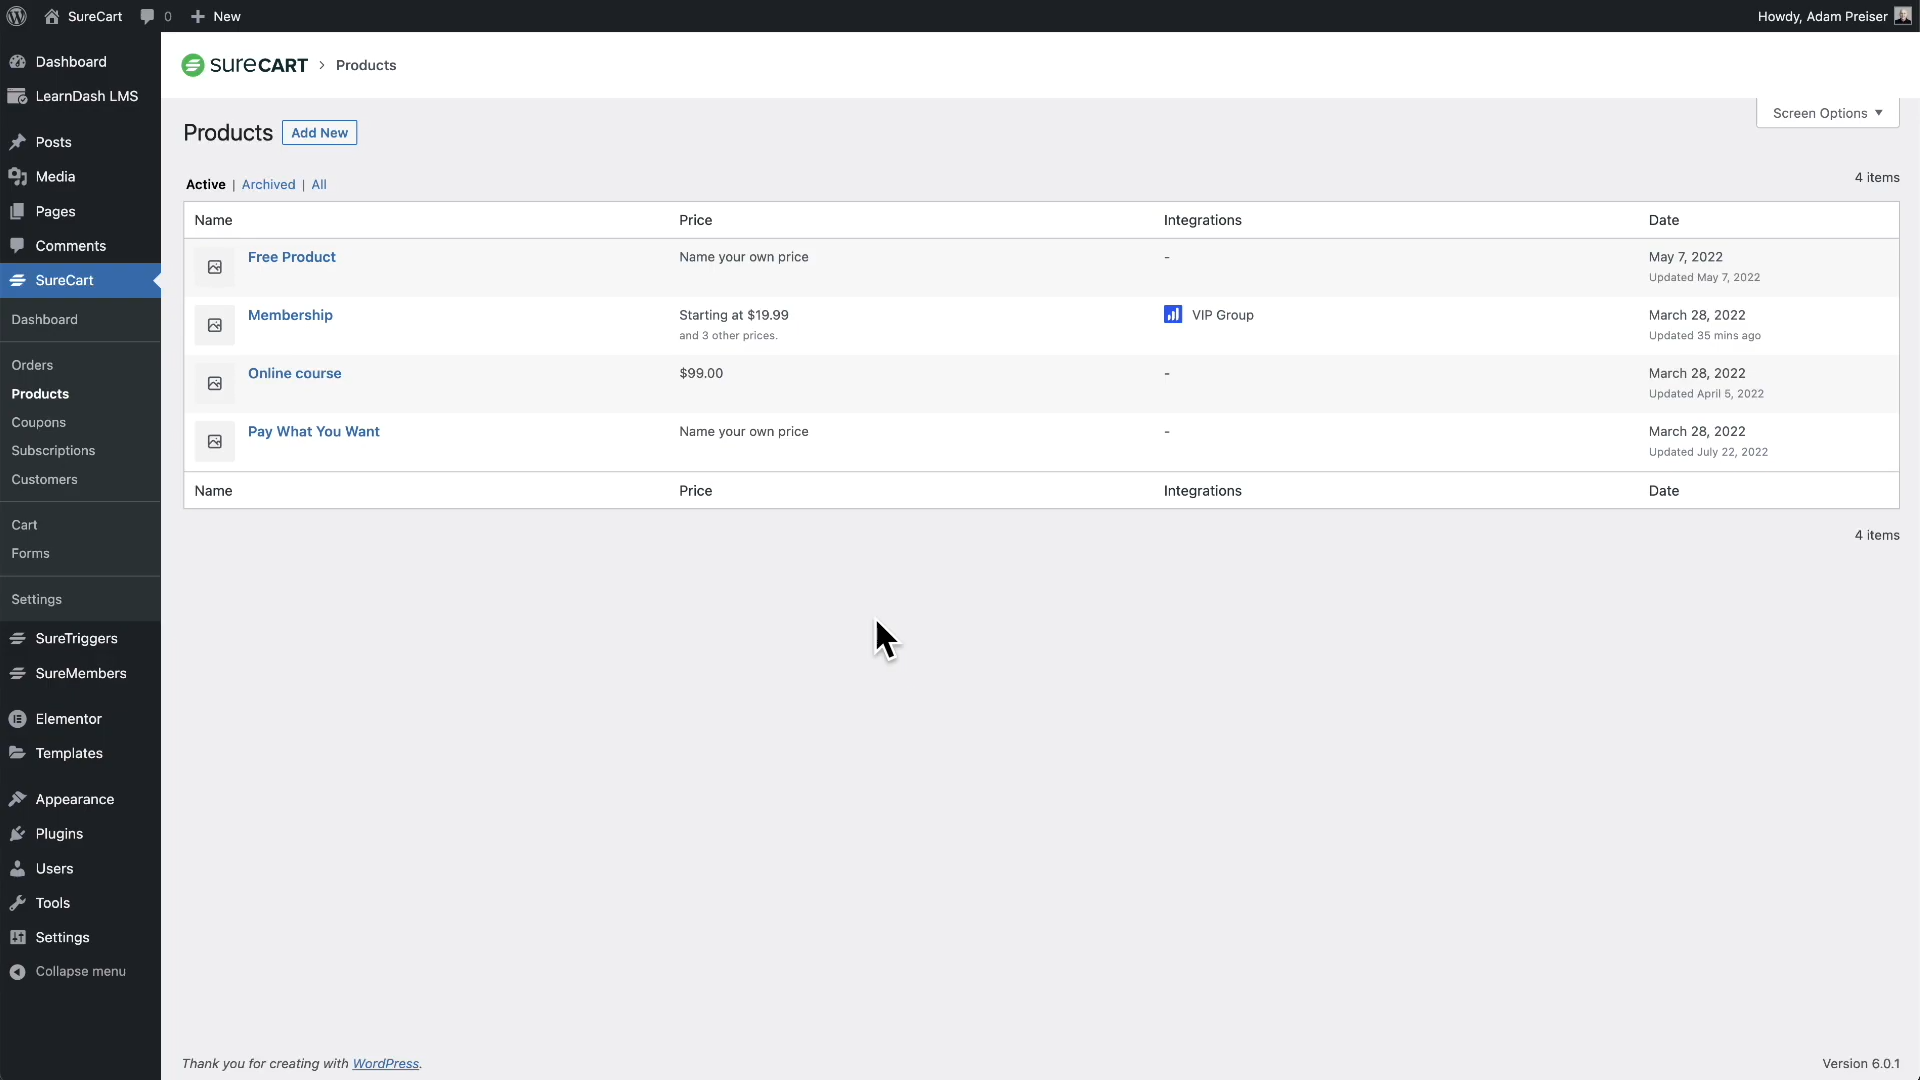 SureCart 0 New Howdy, Adam Preiser
Dashboard
LearnDash LMS
Posts
Media
Pages
Comments
SureCart
Dashboard
Orders
Products
Coupons
Subscriptions
Customers
Cart
Forms
Settings
SureTriggers
SureMembers
Elementor
Templates
Appearance
Plugins
Users
Tools
Settings
Collapse menu
SURECART > Products
Screen Options
Products Add New
Active | Archived | All
4 items
Name Price Integrations Date
Free Product Name your own price - May 7, 2022
Updated May 7, 2022
Membership Starting at $19.99 VIP Group March 28, 2022
and 3 other prices. Updated 35 mins ago
Online course $99.00 - March 28, 2022
Updated April 5, 2022
Pay What You Want Name your own price - March 28, 2022
Updated July 22, 2022
Name Price Integrations Date
4 items
Thank you for creating with WordPress. Version 6.0.1